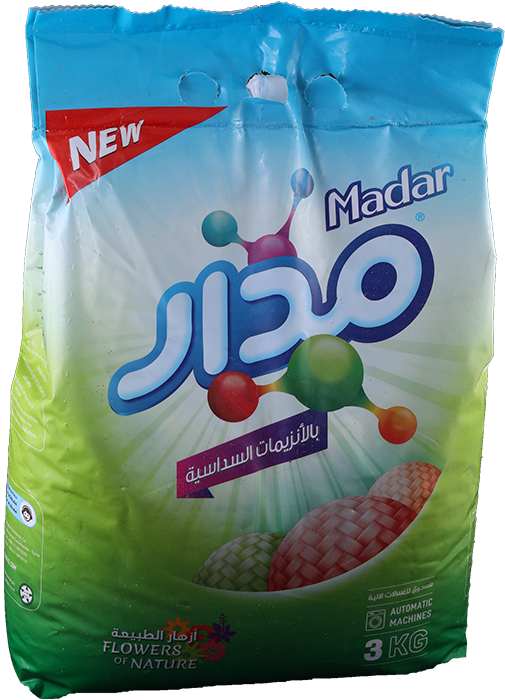 NEW
Madar
®
مدار
بالأنزيمات السداسية
مسحوق للغسالات الآلية
AUTOMATIC
MACHINES
3 KG
أزهار الطبيعة
FLOWERS
OF NATURE